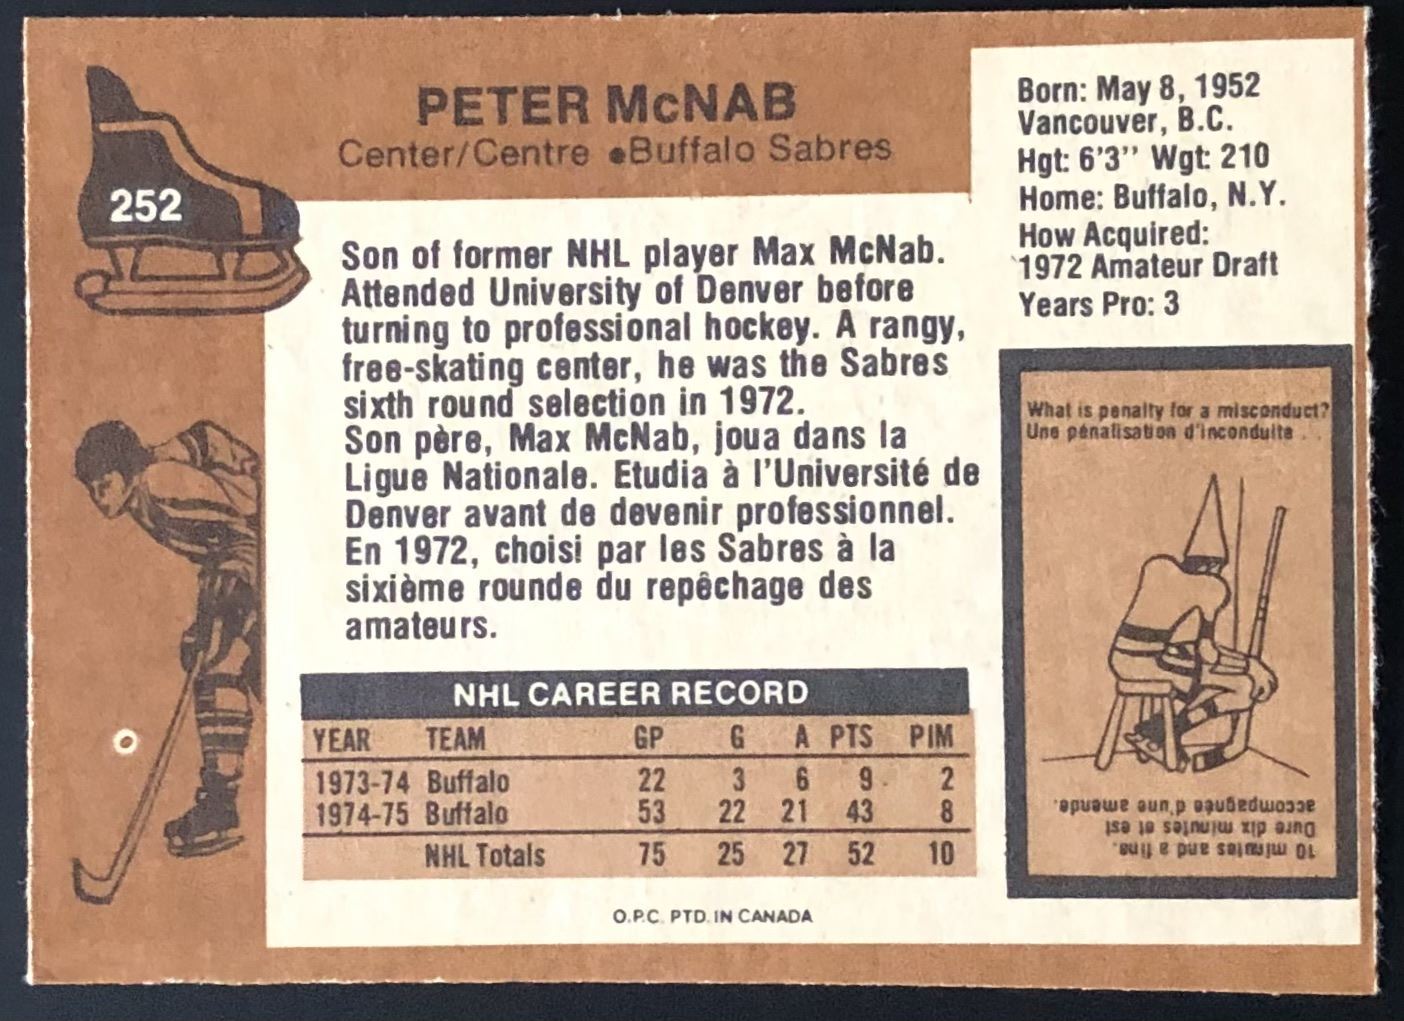 PETER McNAB
Center/Centre •Buffalo Sabres
252
Born: May 8, 1952
Vancouver, B.C.
Hgt: 6'3" Wgt: 210
Home: Buffalo, N.Y.
How Acquired:
1972 Amateur Draft
Years Pro: 3
Son of former NHL player Max McNab.
Attended University of Denver before
turning to professional hockey. A rangy,
free-skating center, he was the Sabres
sixth round selection in 1972.
Son père, Max McNab, joua dans la
Ligue Nationale. Etudia à l'Université de
Denver avant de devenir professionnel.
En 1972, choisi par les Sabres à la
sixième rounde du repêchage des
amateurs.
What is penalty for a misconduct?
Une pénalisation d'inconduite . .
10 minutes and a fine.
Dure dix minutes et est
accompagnée d'une amende.
NHL CAREER RECORD
YEAR TEAM GP G A PTS PIM
1973-74 Buffalo 22 3 6 9 2
1974-75 Buffalo 53 22 21 43 8
NHL Totals 75 25 27 52 10
O.P.C. PTD. IN CANADA